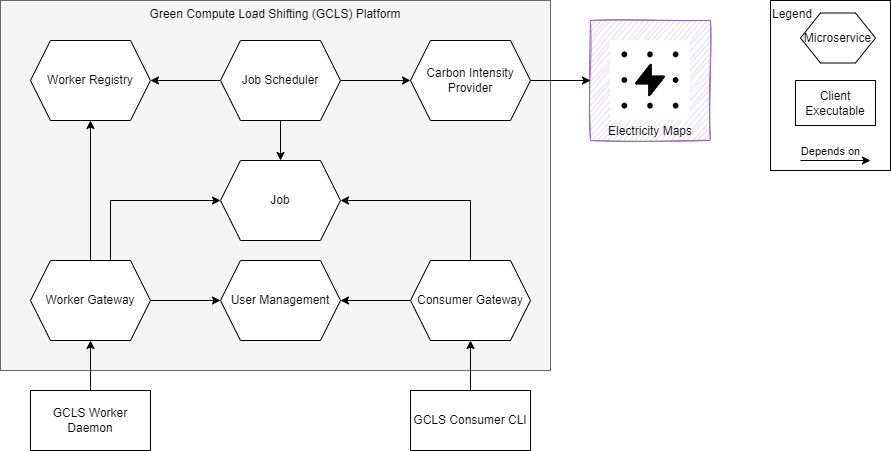 Green Compute Load Shifting (GCLS) Platform
Worker Registry
Job Scheduler
Carbon Intensity
Provider
Electricity Maps
Job
Worker Gateway
User Management
Consumer Gateway
GCLS Worker
Daemon
GCLS Consumer CLI
Legend
Microservice
Client
Executable
Depends on